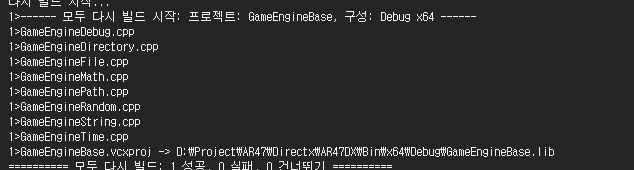 다시 빌드 시작...
1>------ 모두 다시 빌드 시작: 프로젝트: GameEngineBase, 구성: Debug x64 ------
1>GameEngineDebug.cpp
1>GameEngineDirectory.cpp
1>GameEngineFile.cpp
1>GameEngineMath.cpp
1>GameEnginePath.cpp
1>GameEngineRandom.cpp
1>GameEngineString.cpp
1>GameEngineTime.cpp
1>GameEngineBase.vcxproj -> D:₩Project₩AR47₩Directx₩AR47DX₩Bin₩x64₩Debug₩GameEngineBase.lib
========== 모두 다시 빌드: 1 성공, 0 실패, 0 건너뛰기 ==========